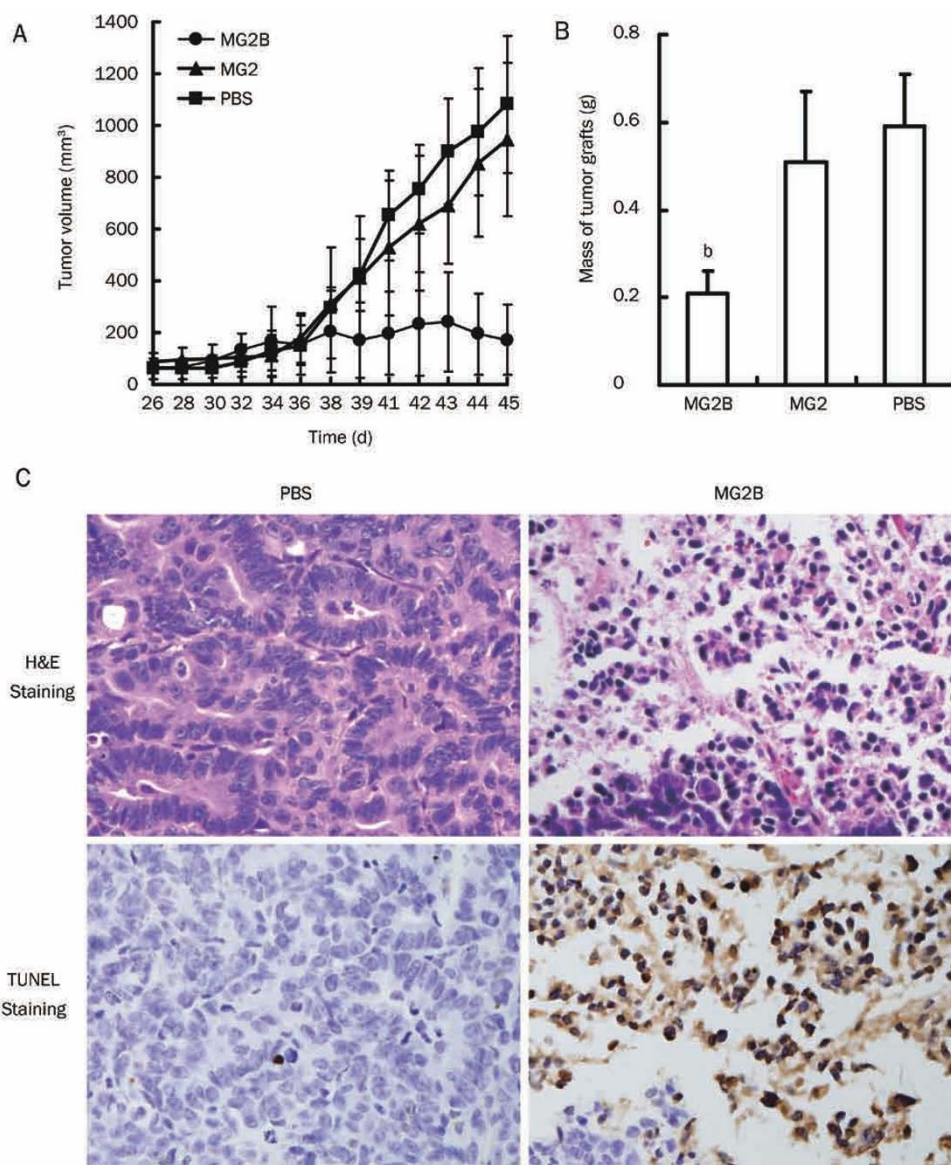 A
1400
1200
1000
800
600
400
200
0
Tumor volume (mm³)
MG2B
MG2
PBS
26 28 30 32 34 36 38 39 41 42 43 44 45
Time (d)
B
0.8
0.6
0.4
0.2
0
Mass of tumor grafts (g)
b
MG2B MG2 PBS
C
PBS MG2B
H&E
Staining
TUNEL
Staining